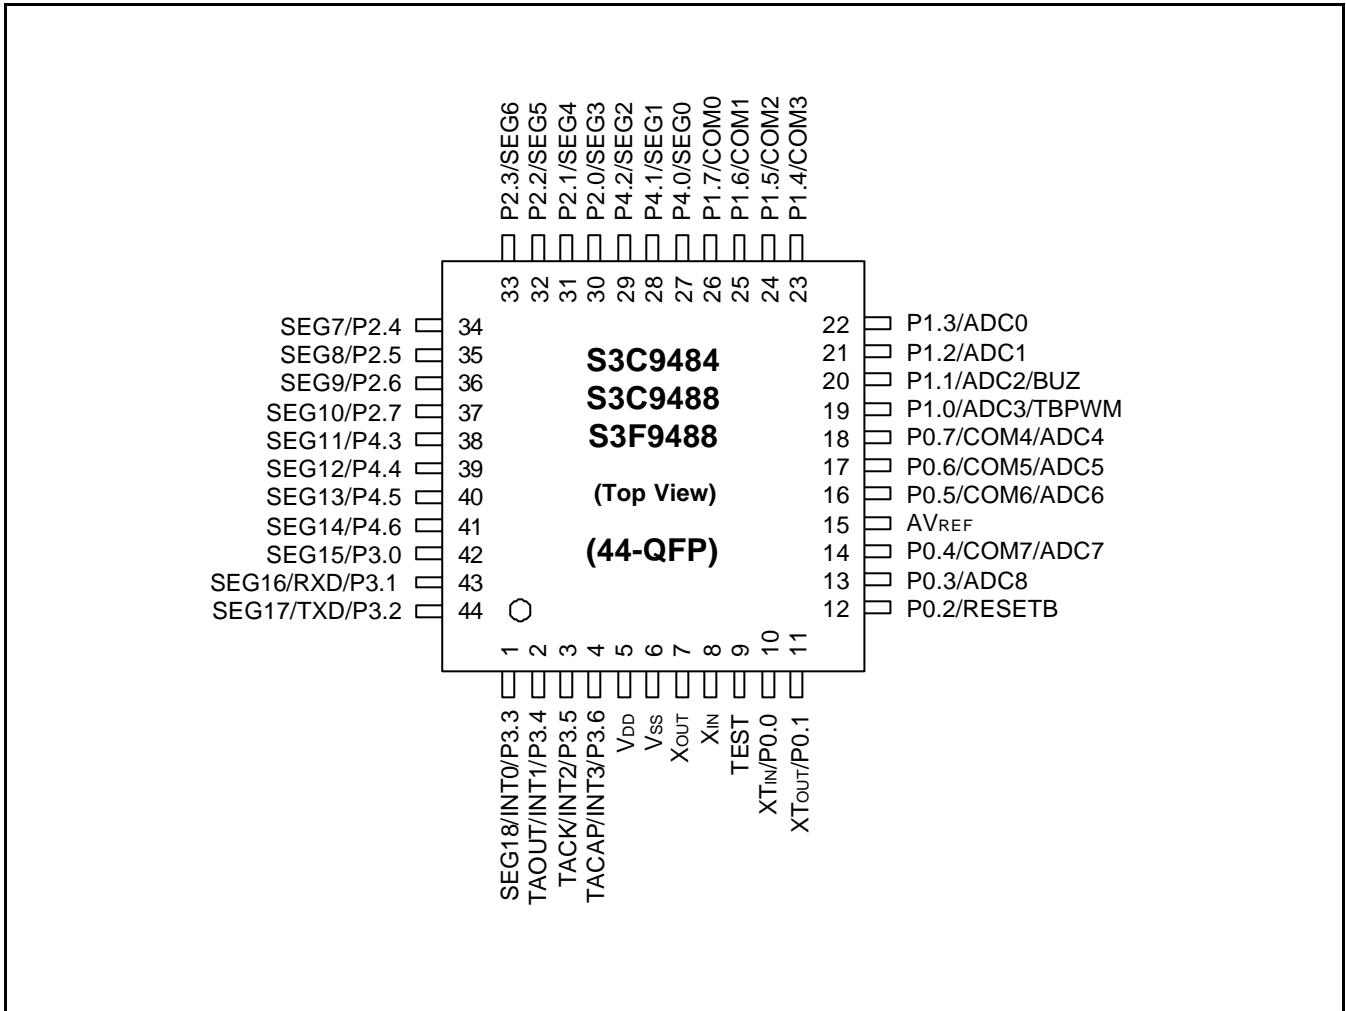 P2.3/SEG6
P2.2/SEG5
P2.1/SEG4
P2.0/SEG3
P4.2/SEG2
P4.1/SEG1
P4.0/SEG0
P1.7/COM0
P1.6/COM1
P1.5/COM2
P1.4/COM3
33
32
31
30
29
28
27
26
25
24
23
SEG7/P2.4 34
SEG8/P2.5 35
SEG9/P2.6 36
SEG10/P2.7 37
SEG11/P4.3 38
SEG12/P4.4 39
SEG13/P4.5 40
SEG14/P4.6 41
SEG15/P3.0 42
SEG16/RXD/P3.1 43
SEG17/TXD/P3.2 44
S3C9484
S3C9488
S3F9488
(Top View)
(44-QFP)
22 P1.3/ADC0
21 P1.2/ADC1
20 P1.1/ADC2/BUZ
19 P1.0/ADC3/TBPWM
18 P0.7/COM4/ADC4
17 P0.6/COM5/ADC5
16 P0.5/COM6/ADC6
15 AVREF
14 P0.4/COM7/ADC7
13 P0.3/ADC8
12 P0.2/RESETB
1
2
3
4
5
6
7
8
9
10
11
SEG18/INT0/P3.3
TAOUT/INT1/P3.4
TACK/INT2/P3.5
TACAP/INT3/P3.6
VDD
VSS
XOUT
XIN
TEST
XTIN/P0.0
XTOUT/P0.1